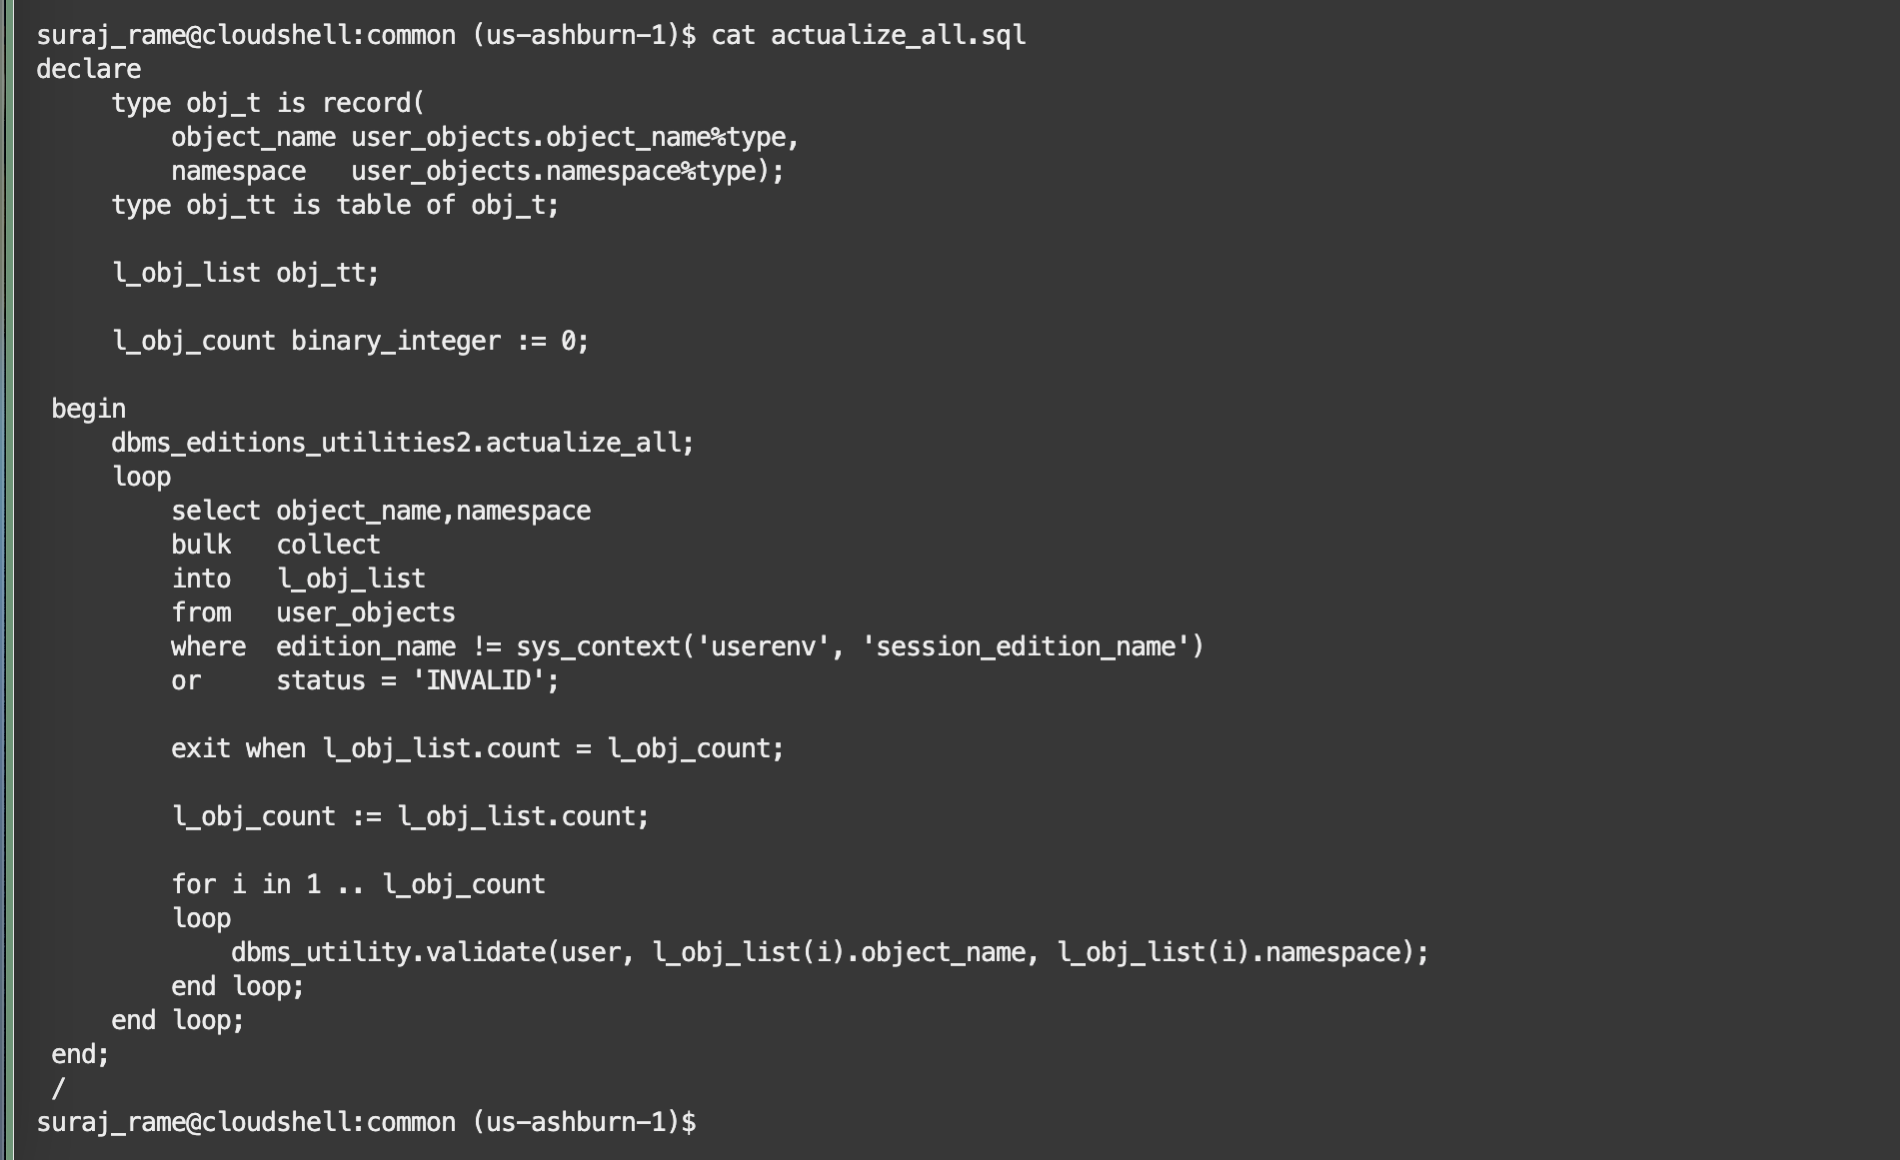 suraj_rame@cloudshell:common (us-ashburn-1)$ cat actualize_all.sql
declare
     type obj_t is record(
         object_name user_objects.object_name%type,
         namespace   user_objects.namespace%type);
     type obj_tt is table of obj_t;

     l_obj_list obj_tt;

     l_obj_count binary_integer := 0;

 begin
     dbms_editions_utilities2.actualize_all;
     loop
         select object_name,namespace
         bulk   collect
         into   l_obj_list
         from   user_objects
         where  edition_name != sys_context('userenv', 'session_edition_name')
         or     status = 'INVALID';

         exit when l_obj_list.count = l_obj_count;

         l_obj_count := l_obj_list.count;

         for i in 1 .. l_obj_count
         loop
             dbms_utility.validate(user, l_obj_list(i).object_name, l_obj_list(i).namespace);
         end loop;
     end loop;
 end;
 /
suraj_rame@cloudshell:common (us-ashburn-1)$